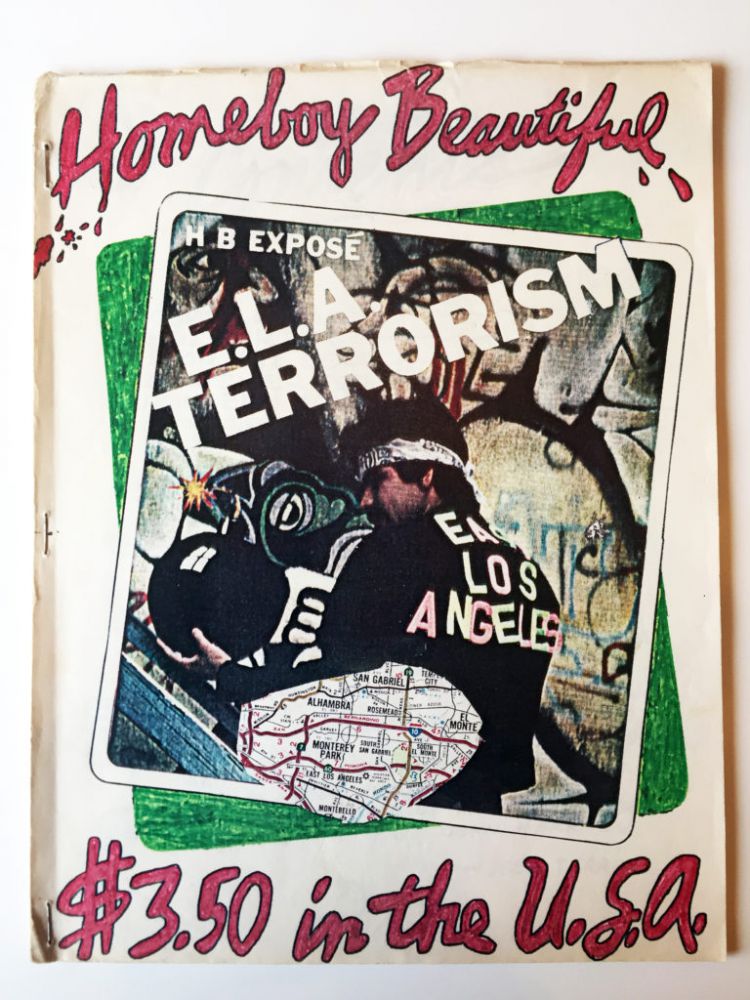 Homeboy Beautiful
H B EXPOSÉ
E.L.A.
TERRORISM
LOS
ANGELES
SAN GABRIEL
ALHAMBRA
ROSEMEAD
EL
MONTE
MONTEREY
PARK
SOUTH
SAN GABRIEL
SOUTH
EL MONTE
EAST LOS ANGELES
MONTEBELLO
$3.50 in the U.S.A.